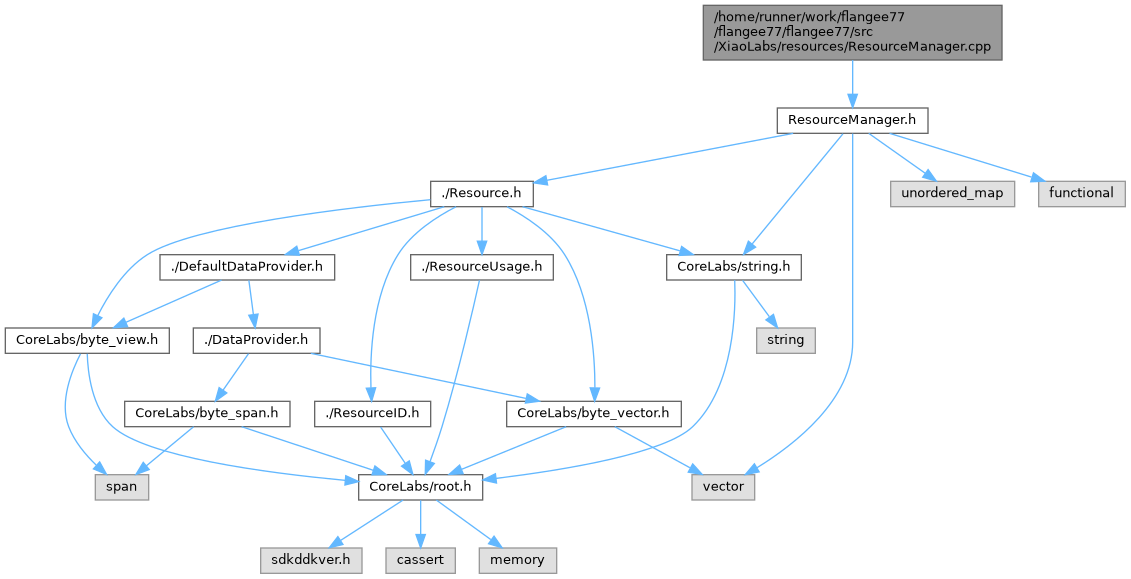 /home/runner/work/flangee77
/flangee77/flangee77/src
/XiaoLabs/resources/ResourceManager.cpp
ResourceManager.h
./Resource.h
unordered_map
functional
./DefaultDataProvider.h
./ResourceUsage.h
CoreLabs/string.h
CoreLabs/byte_view.h
./DataProvider.h
string
CoreLabs/byte_span.h
./ResourceID.h
CoreLabs/byte_vector.h
span
CoreLabs/root.h
vector
sdkddkver.h
cassert
memory